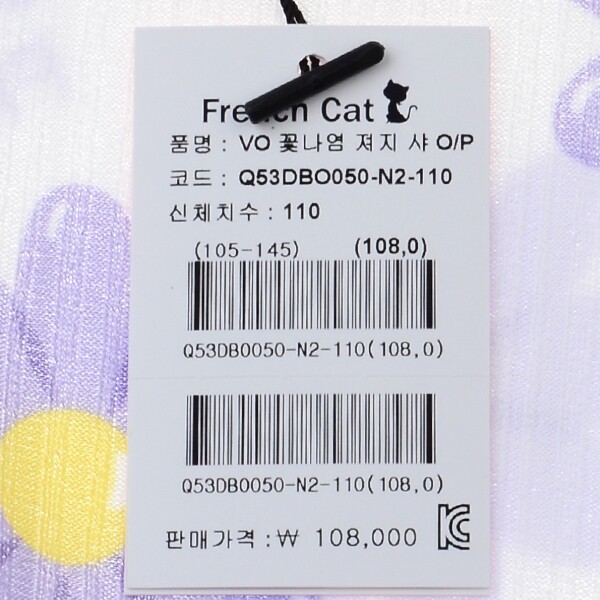 French Cat
품명 : VO 꽃나염 져지 샤 O/P
코드 : Q53DBO050-N2-110
신체치수 : 110
(105-145) (108,0)
Q53DB0050-N2-110(108,0)
Q53DB0050-N2-110(108,0)
판매가격 : ₩ 108,000